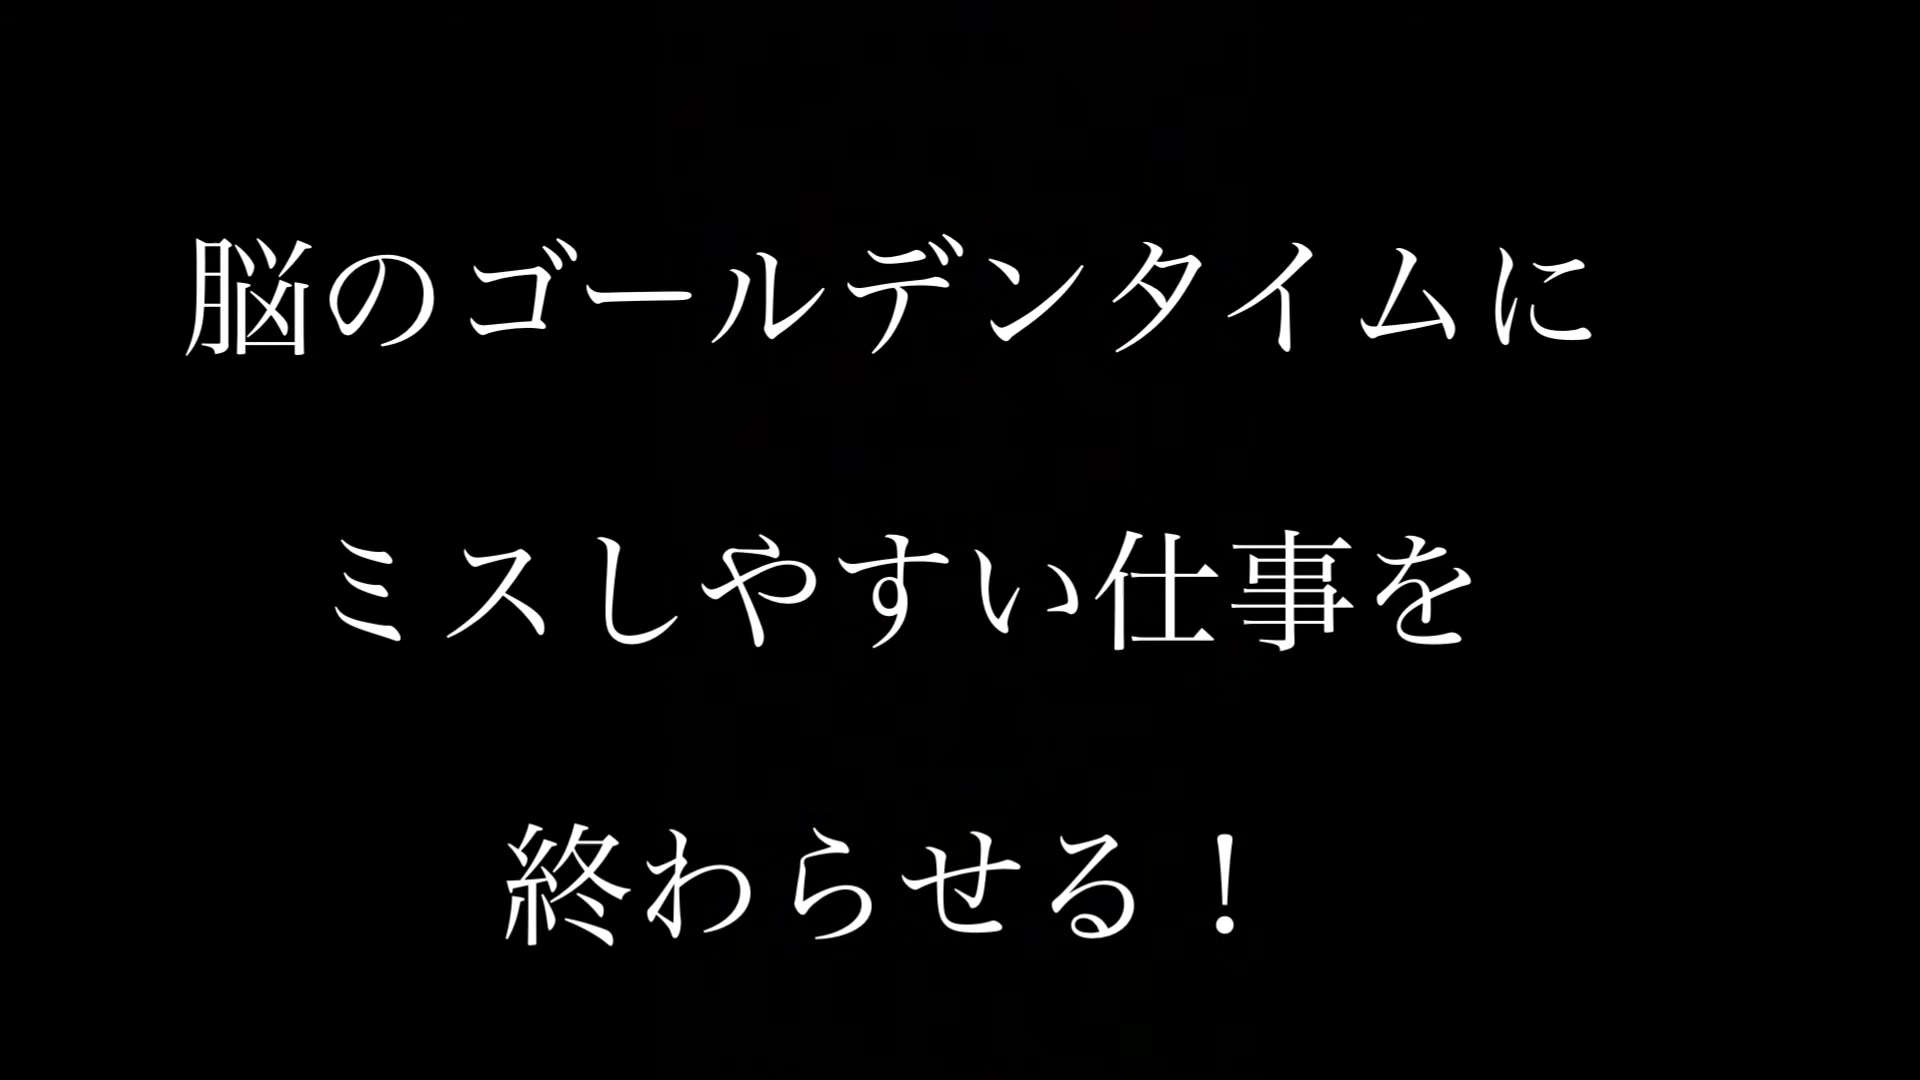 脳のゴールデンタイムに
ミスしやすい仕事を
終わらせる！